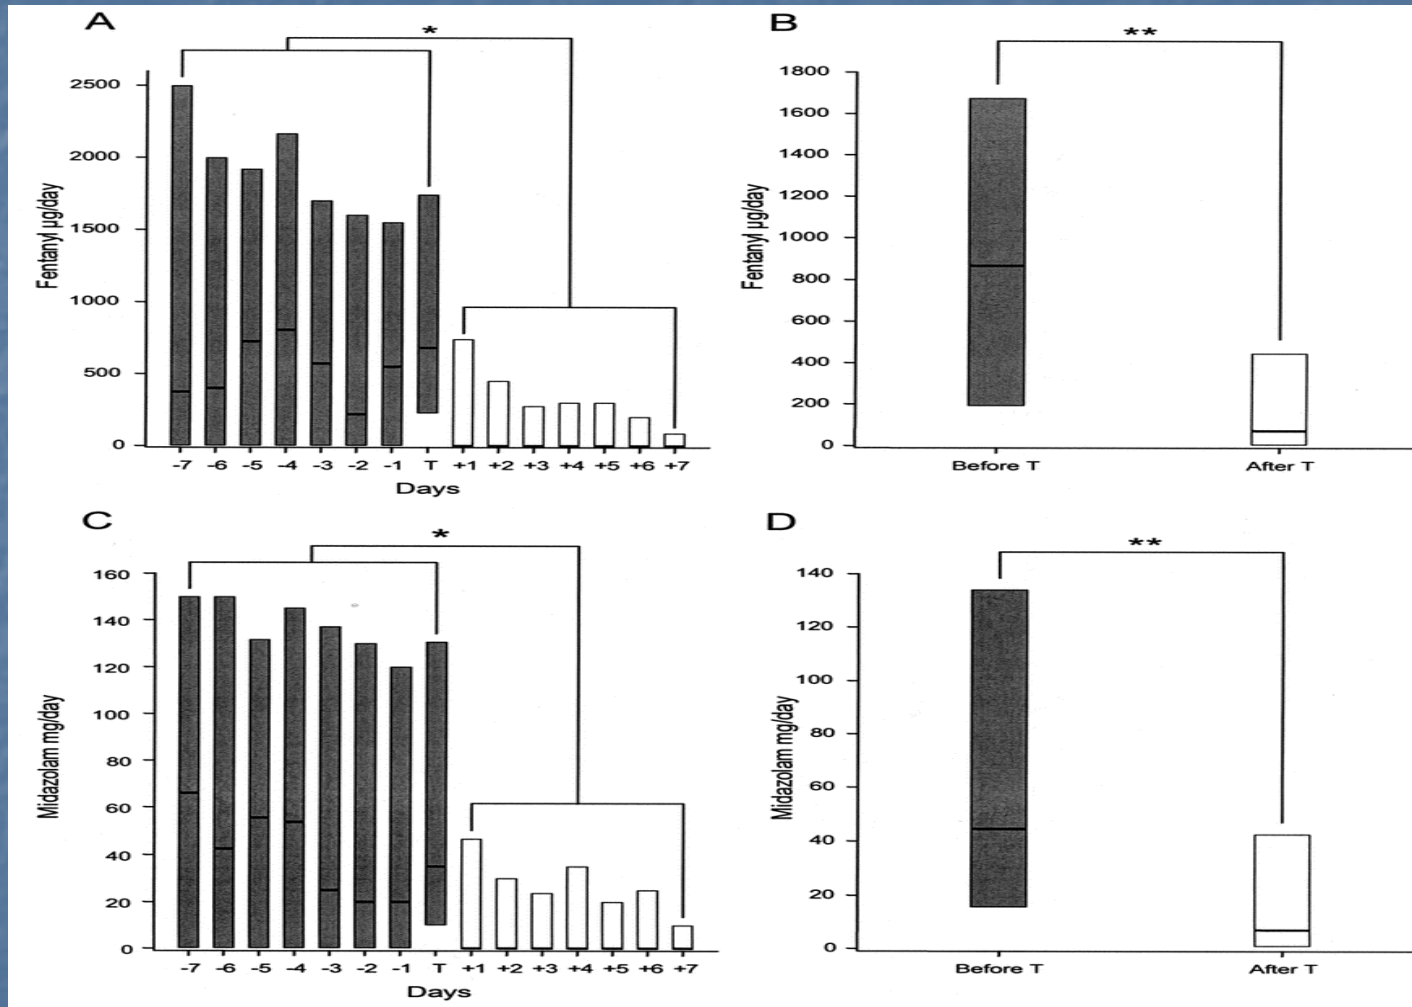 A
*
Fentanyl µg/day
2500
2000
1500
1000
500
0
-7 -6 -5 -4 -3 -2 -1 T +1 +2 +3 +4 +5 +6 +7
Days
B
**
Fentanyl µg/day
1800
1600
1400
1200
1000
800
600
400
200
0
Before T After T
C
*
Midazolam mg/day
160
140
120
100
80
60
40
20
0
-7 -6 -5 -4 -3 -2 -1 T +1 +2 +3 +4 +5 +6 +7
Days
D
**
Midazolam mg/day
140
120
100
80
60
40
20
0
Before T After T